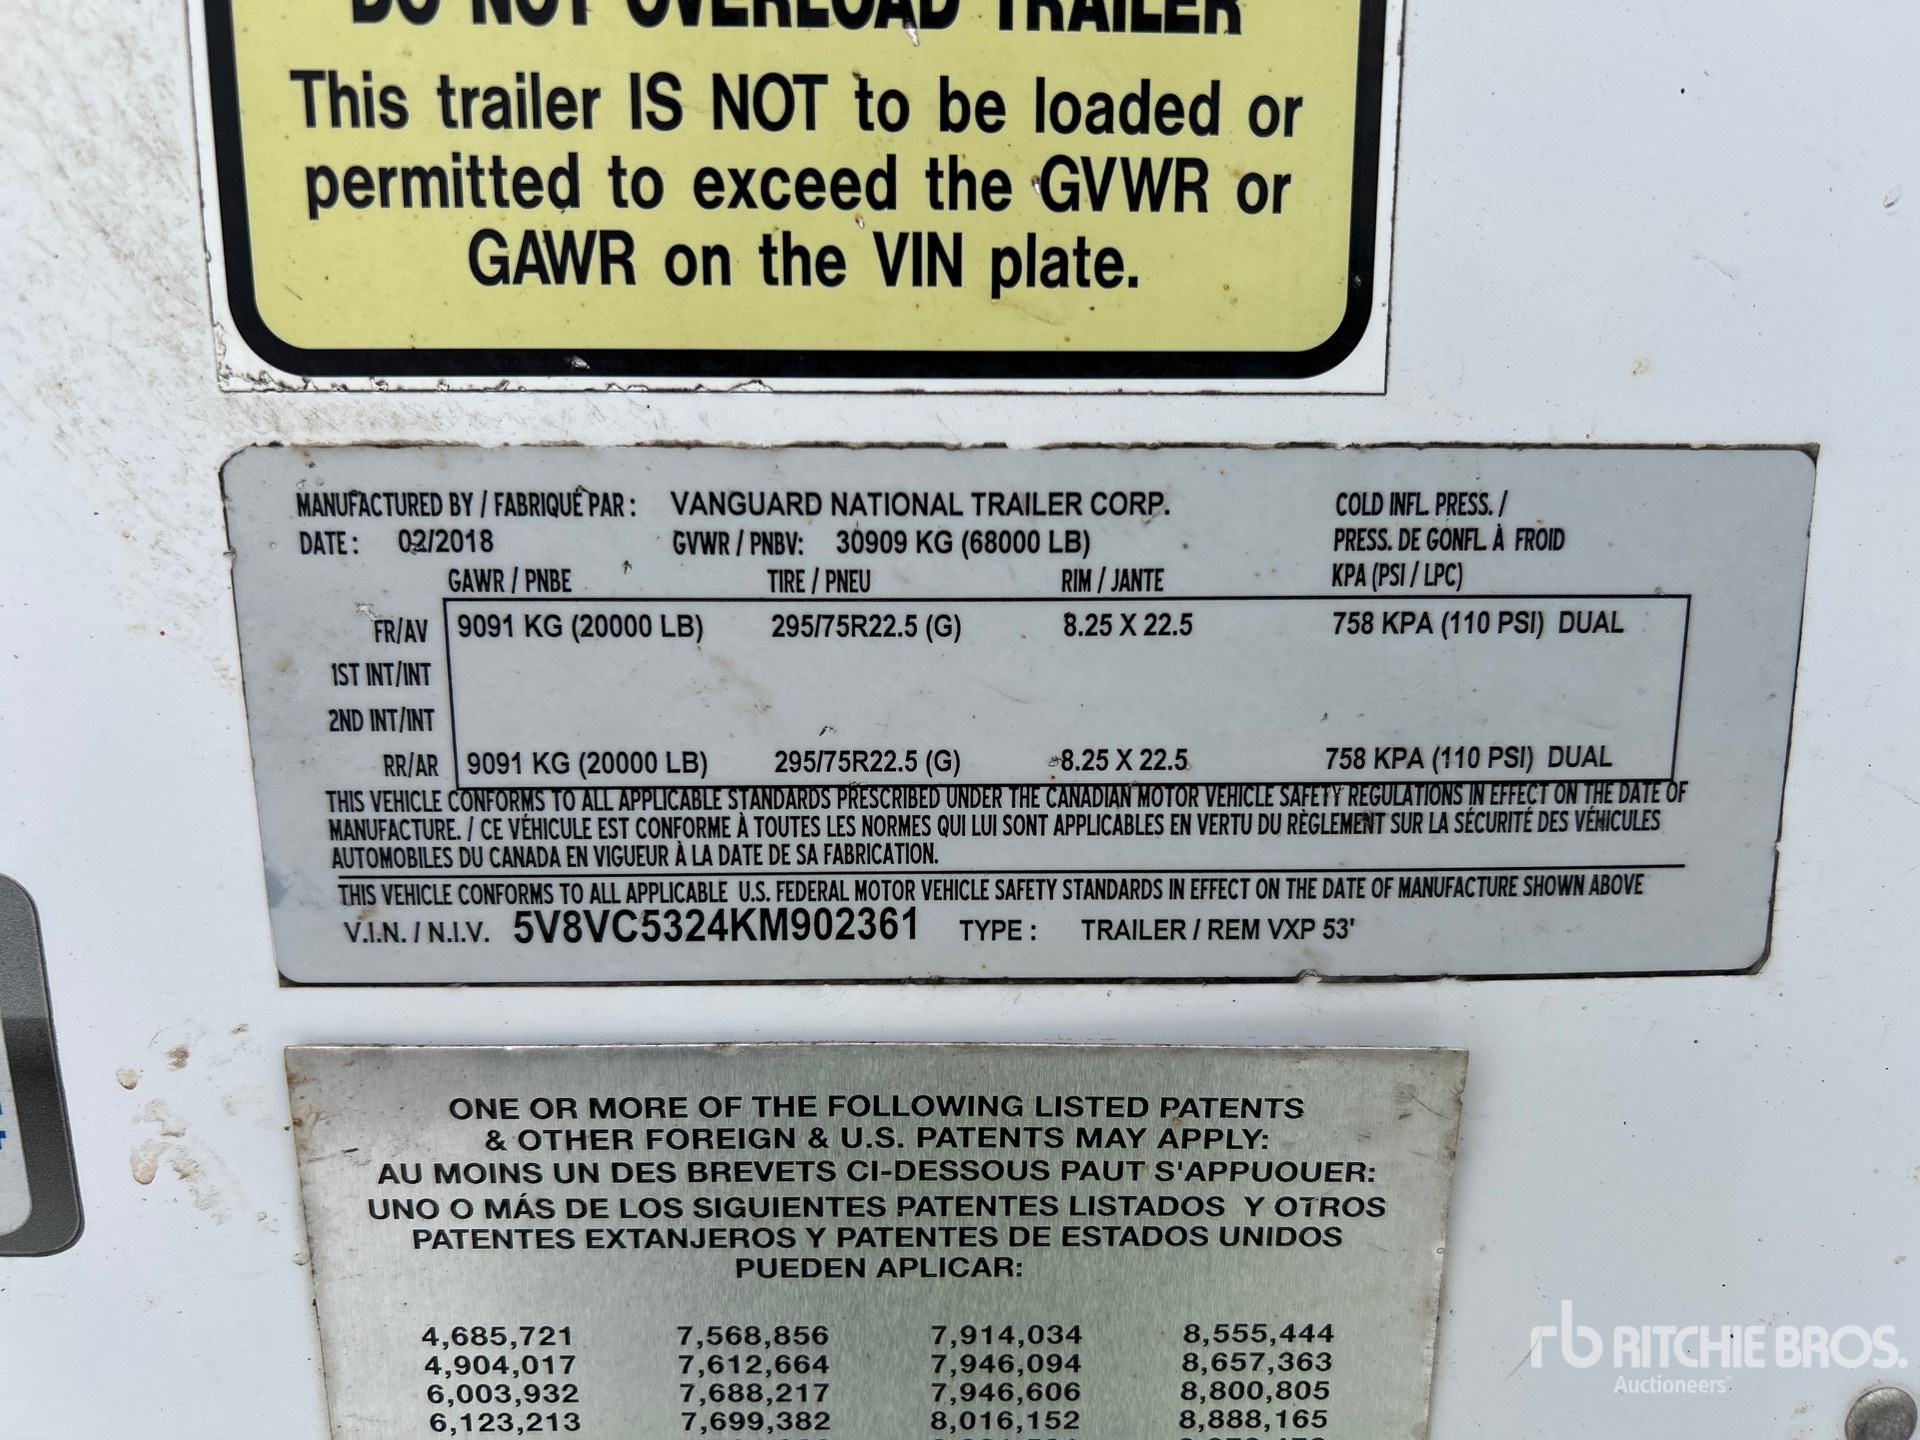 DO NOT OVERLOAD TRAILER
This trailer IS NOT to be loaded or
permitted to exceed the GVWR or
GAWR on the VIN plate.
MANUFACTURED BY / FABRIQUÉ PAR : VANGUARD NATIONAL TRAILER CORP. COLD INFL. PRESS. /
DATE : 02/2018 GVWR / PNBV: 30909 KG (68000 LB) PRESS. DE GONFL. À FROID
GAWR / PNBE TIRE / PNEU RIM / JANTE KPA (PSI / LPC)
FR/AV 9091 KG (20000 LB) 295/75R22.5 (G) 8.25 X 22.5 758 KPA (110 PSI) DUAL
1ST INT/INT
2ND INT/INT
RR/AR 9091 KG (20000 LB) 295/75R22.5 (G) 8.25 X 22.5 758 KPA (110 PSI) DUAL
THIS VEHICLE CONFORMS TO ALL APPLICABLE STANDARDS PRESCRIBED UNDER THE CANADIAN MOTOR VEHICLE SAFETY REGULATIONS IN EFFECT ON THE DATE OF
MANUFACTURE. / CE VÉHICULE EST CONFORME À TOUTES LES NORMES QUI LUI SONT APPLICABLES EN VERTU DU RÈGLEMENT SUR LA SÉCURITÉ DES VÉHICULES
AUTOMOBILES DU CANADA EN VIGUEUR À LA DATE DE SA FABRICATION.
THIS VEHICLE CONFORMS TO ALL APPLICABLE U.S. FEDERAL MOTOR VEHICLE SAFETY STANDARDS IN EFFECT ON THE DATE OF MANUFACTURE SHOWN ABOVE
V.I.N. / N.I.V. 5V8VC5324KM902361 TYPE : TRAILER / REM VXP 53'
ONE OR MORE OF THE FOLLOWING LISTED PATENTS
& OTHER FOREIGN & U.S. PATENTS MAY APPLY:
AU MOINS UN DES BREVETS CI-DESSOUS PAUT S'APPUOUER:
UNO O MÁS DE LOS SIGUIENTES PATENTES LISTADOS Y OTROS
PATENTES EXTANJEROS Y PATENTES DE ESTADOS UNIDOS
PUEDEN APLICAR:
4,685,721 7,568,856 7,914,034 8,555,444
4,904,017 7,612,664 7,946,094 8,657,363
6,003,932 7,688,217 7,946,606 8,800,805
6,123,213 7,699,382 8,016,152 8,888,165
rb RITCHIE BROS.
Auctioneers